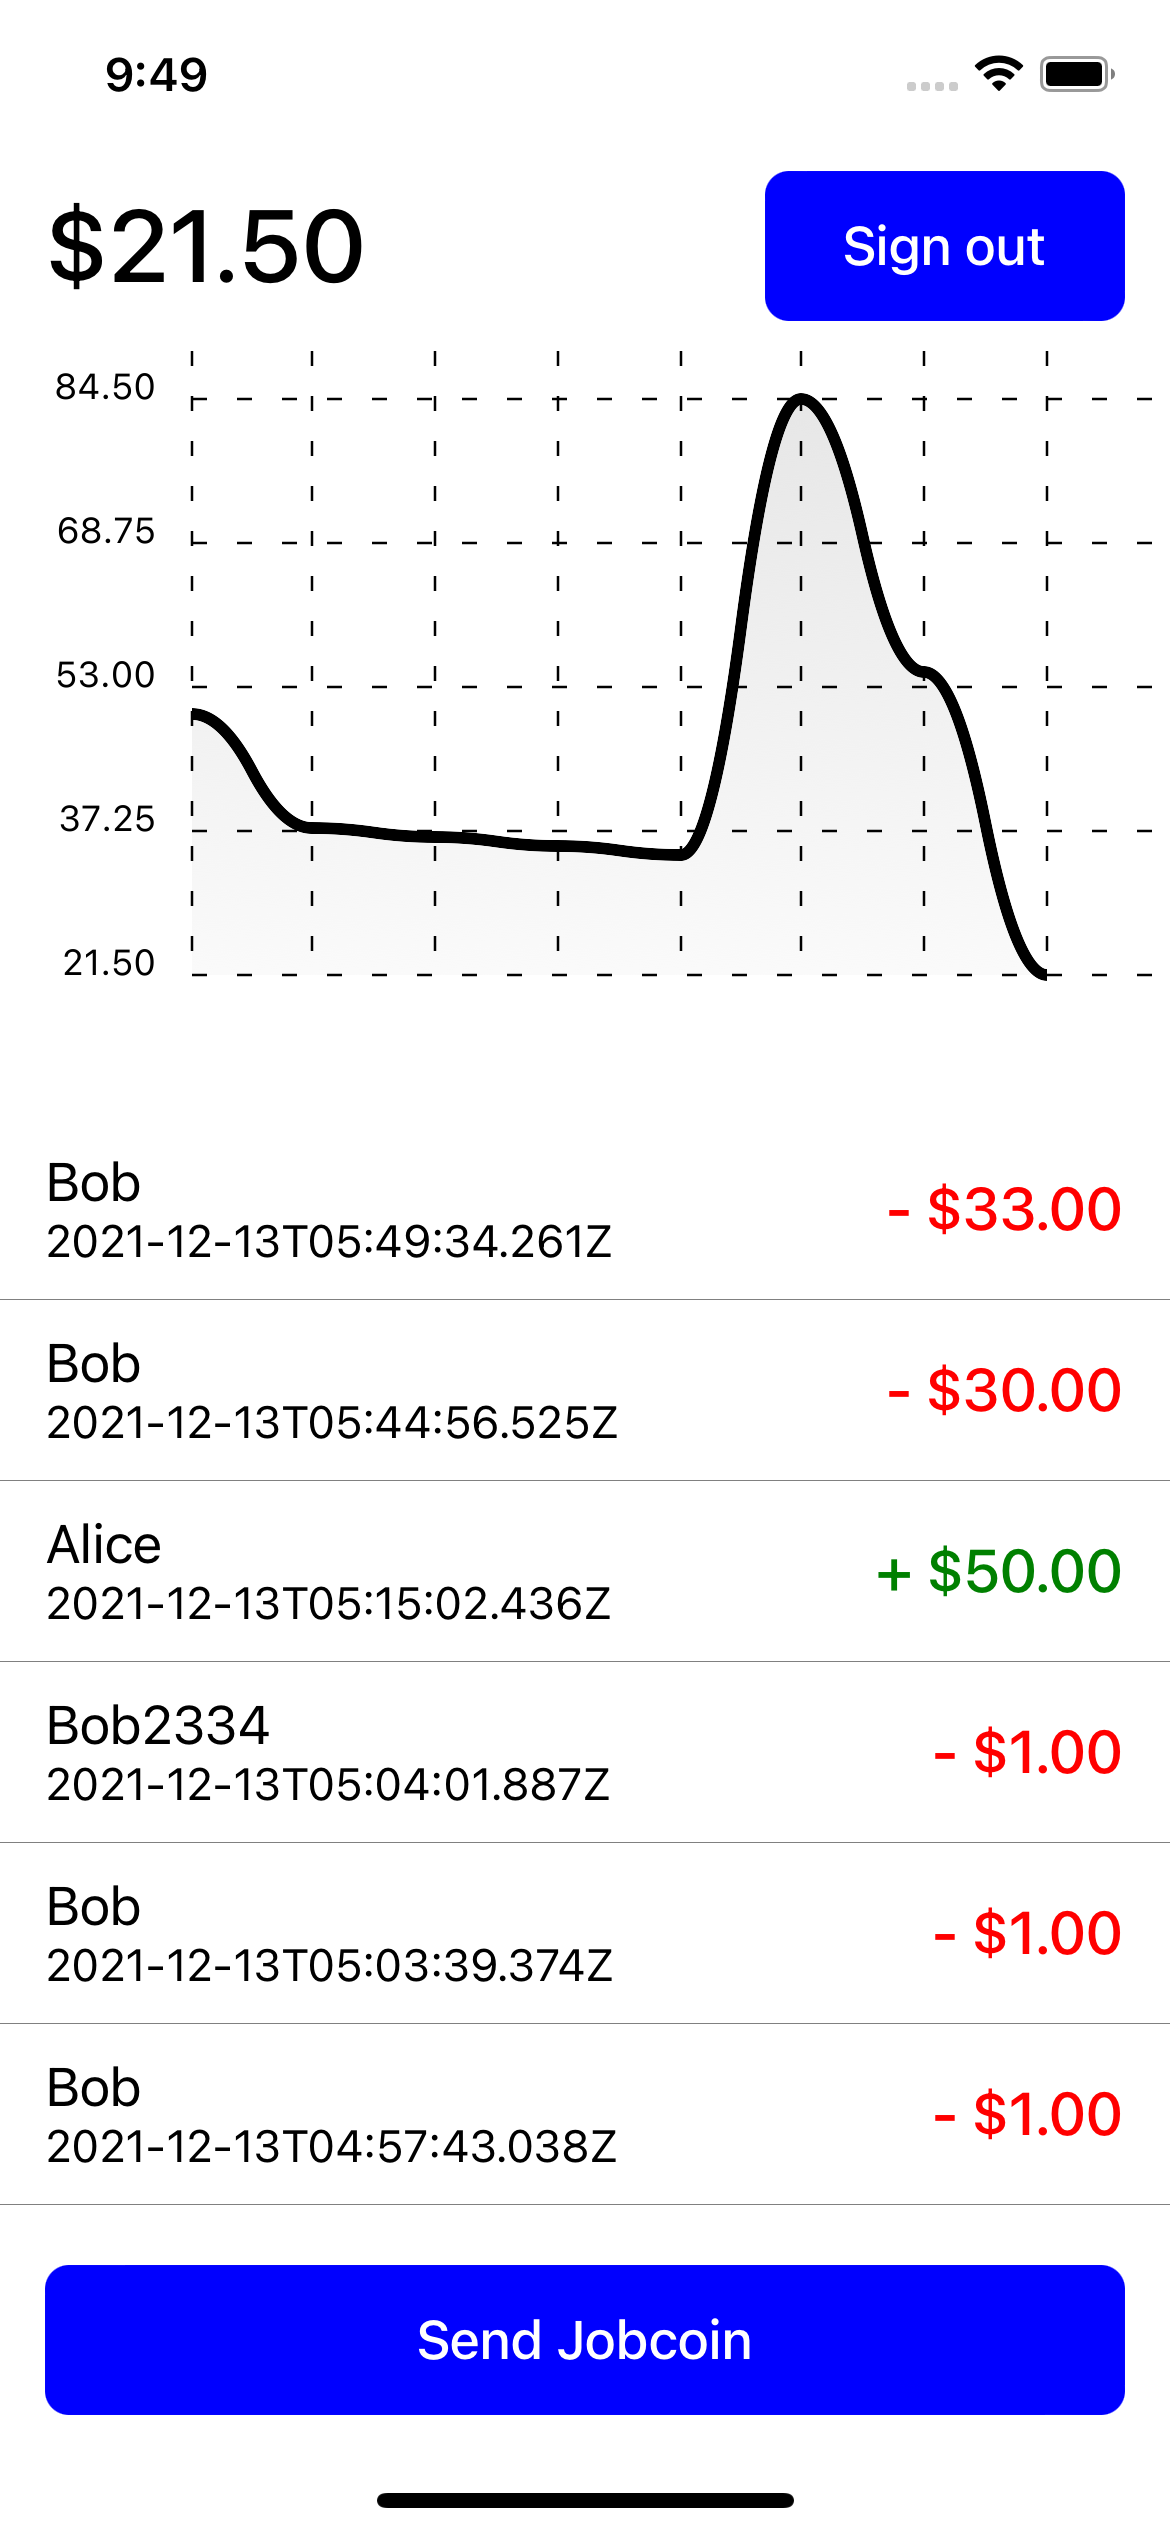 9:49
$21.50
Sign out
84.50
68.75
53.00
37.25
21.50
Bob
2021-12-13T05:49:34.261Z
- $33.00
Bob
2021-12-13T05:44:56.525Z
- $30.00
Alice
2021-12-13T05:15:02.436Z
+ $50.00
Bob2334
2021-12-13T05:04:01.887Z
- $1.00
Bob
2021-12-13T05:03:39.374Z
- $1.00
Bob
2021-12-13T04:57:43.038Z
- $1.00
Send Jobcoin